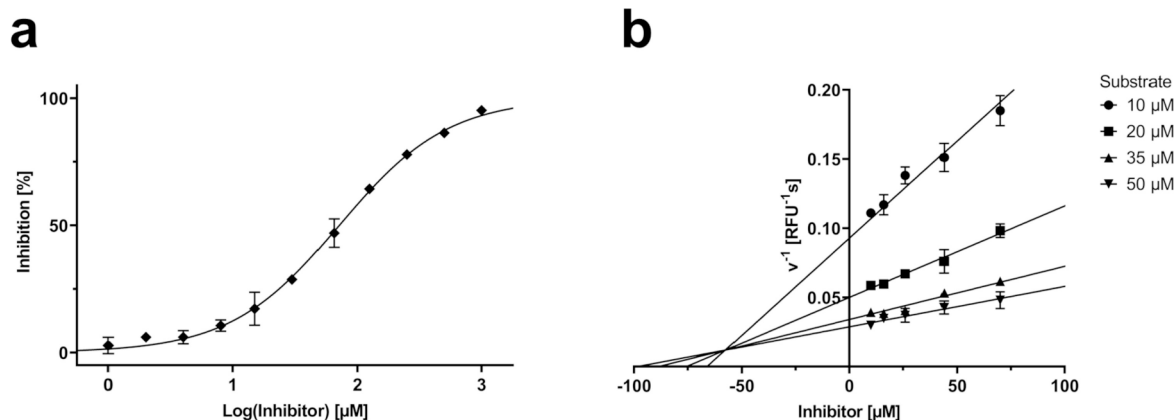 a
100
50
0
Inhibition [%]
0 1 2 3
Log(Inhibitor) [µM]
b
0.20
0.15
0.10
0.05
v⁻¹ [RFU⁻¹s]
-100 -50 0 50 100
Inhibitor [µM]
Substrate
10 µM
20 µM
35 µM
50 µM